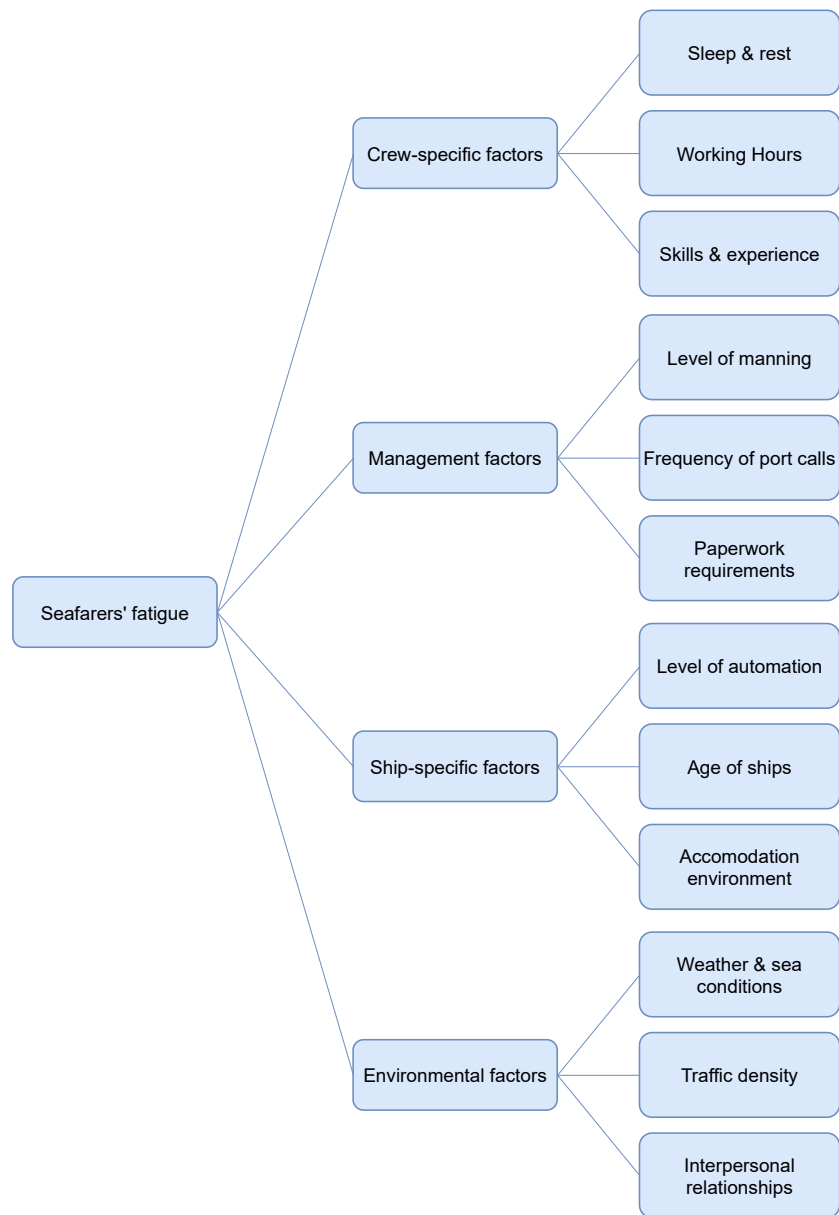 Sleep & rest
Crew-specific factors
Working Hours
Skills & experience
Level of manning
Management factors
Frequency of port calls
Paperwork
requirements
Seafarers' fatigue
Level of automation
Ship-specific factors
Age of ships
Accomodation
environment
Weather & sea
conditions
Environmental factors
Traffic density
Interpersonal
relationships